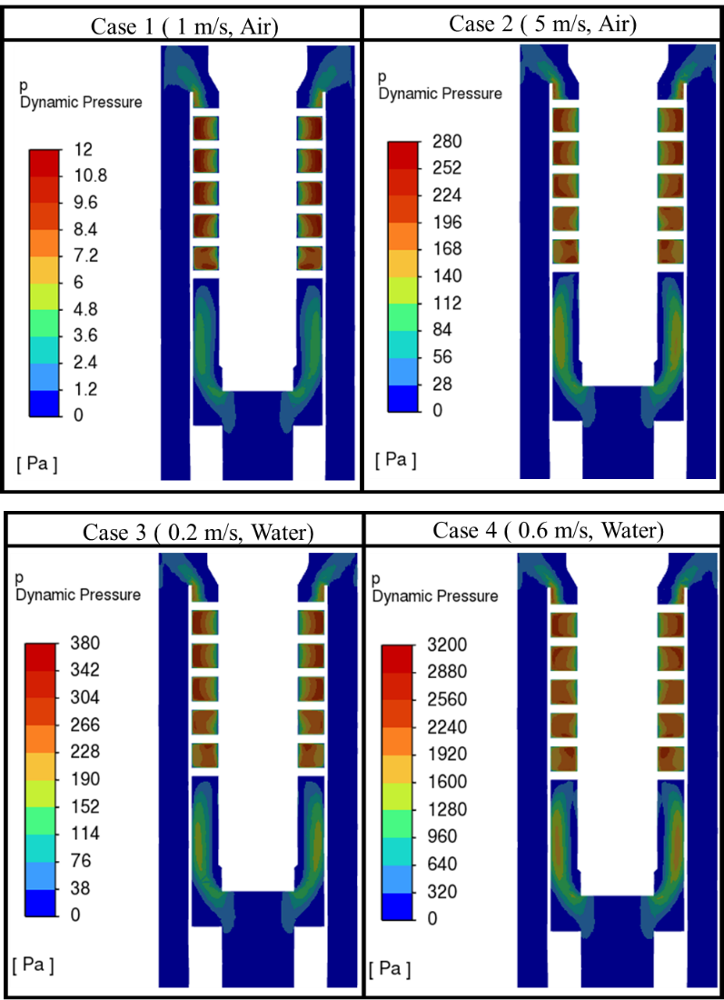 Case 1 ( 1 m/s, Air)
Case 2 ( 5 m/s, Air)
p
Dynamic Pressure
12
10.8
9.6
8.4
7.2
6
4.8
3.6
2.4
1.2
0
[ Pa ]
p
Dynamic Pressure
280
252
224
196
168
140
112
84
56
28
0
[ Pa ]
Case 3 ( 0.2 m/s, Water)
Case 4 ( 0.6 m/s, Water)
p
Dynamic Pressure
380
342
304
266
228
190
152
114
76
38
0
[ Pa ]
p
Dynamic Pressure
3200
2880
2560
2240
1920
1600
1280
960
640
320
0
[ Pa ]